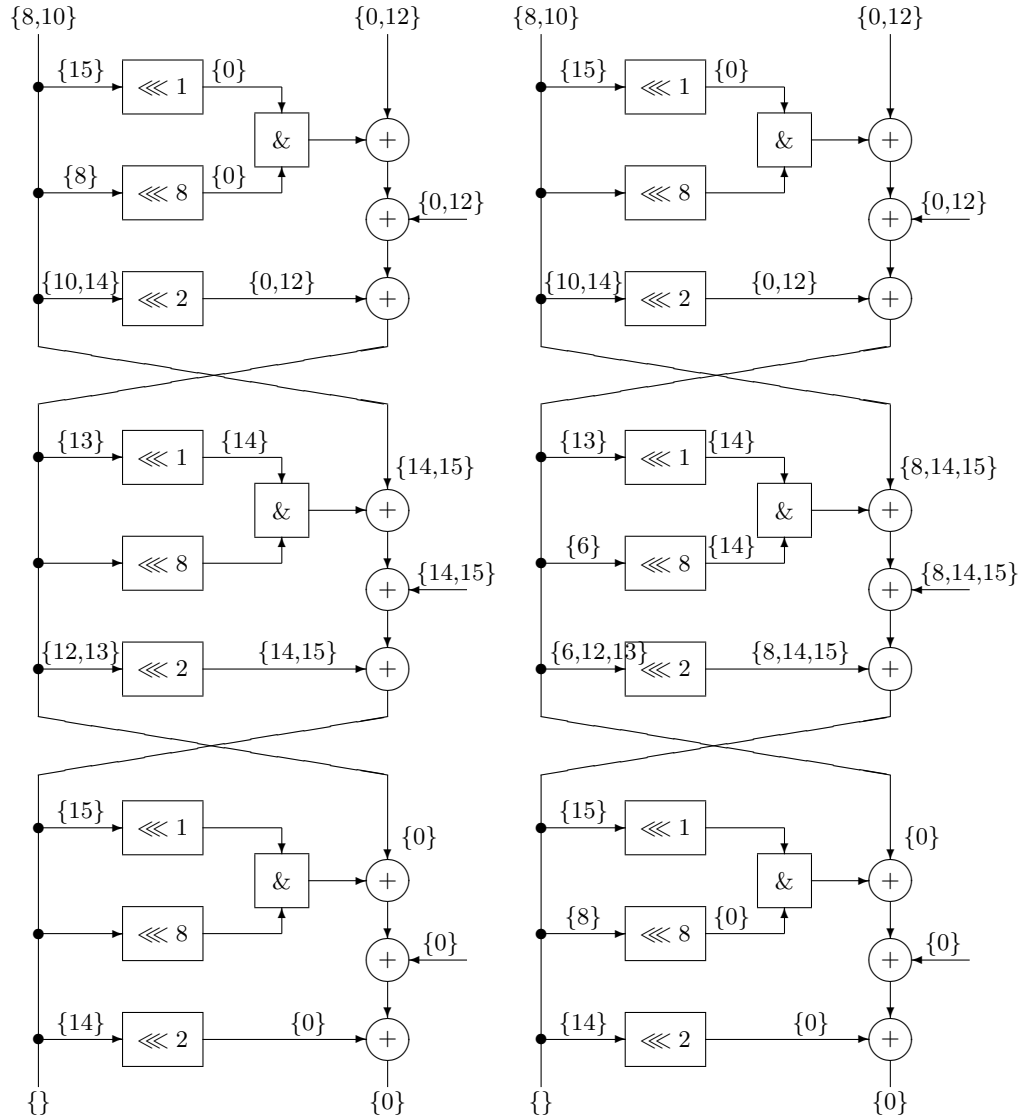 {8,10} {0,12} {8,10} {0,12}
{15} ⋘ 1 {0} {15} ⋘ 1 {0}
& + & +
{8} ⋘ 8 {0} ⋘ 8
+ {0,12} + {0,12}
{10,14} ⋘ 2 {0,12} + {10,14} ⋘ 2 {0,12} +
{13} ⋘ 1 {14} {13} ⋘ 1 {14}
{14,15} {8,14,15}
& + & +
⋘ 8 {6} ⋘ 8 {14}
+ {14,15} + {8,14,15}
{12,13} ⋘ 2 {14,15} + {6,12,13} ⋘ 2 {8,14,15} +
{15} ⋘ 1 {0} {15} ⋘ 1 {0}
& + & +
⋘ 8 {8} ⋘ 8 {0}
+ {0} + {0}
{14} ⋘ 2 {0} + {14} ⋘ 2 {0} +
{} {0} {} {0}